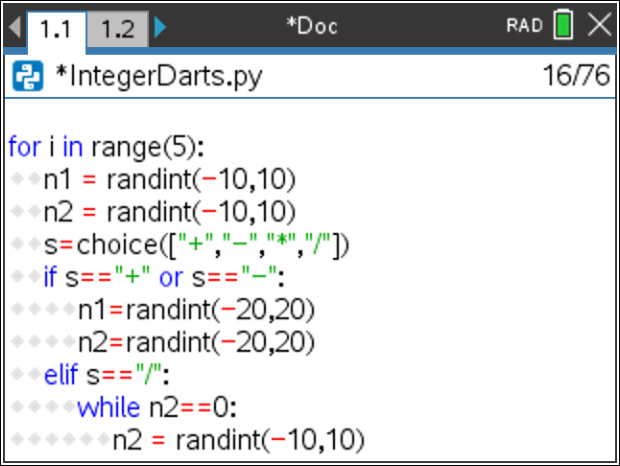 1.1 1.2 *Doc RAD
*IntegerDarts.py 16/76
for i in range(5):
◆◆n1 = randint(−10,10)
◆◆n2 = randint(−10,10)
◆◆s=choice(["+","−","*","/"])
◆◆if s=="+" or s=="−":
◆◆◆◆n1=randint(−20,20)
◆◆◆◆n2=randint(−20,20)
◆◆elif s=="/":
◆◆◆◆while n2==0:
◆◆◆◆◆◆n2 = randint(−10,10)